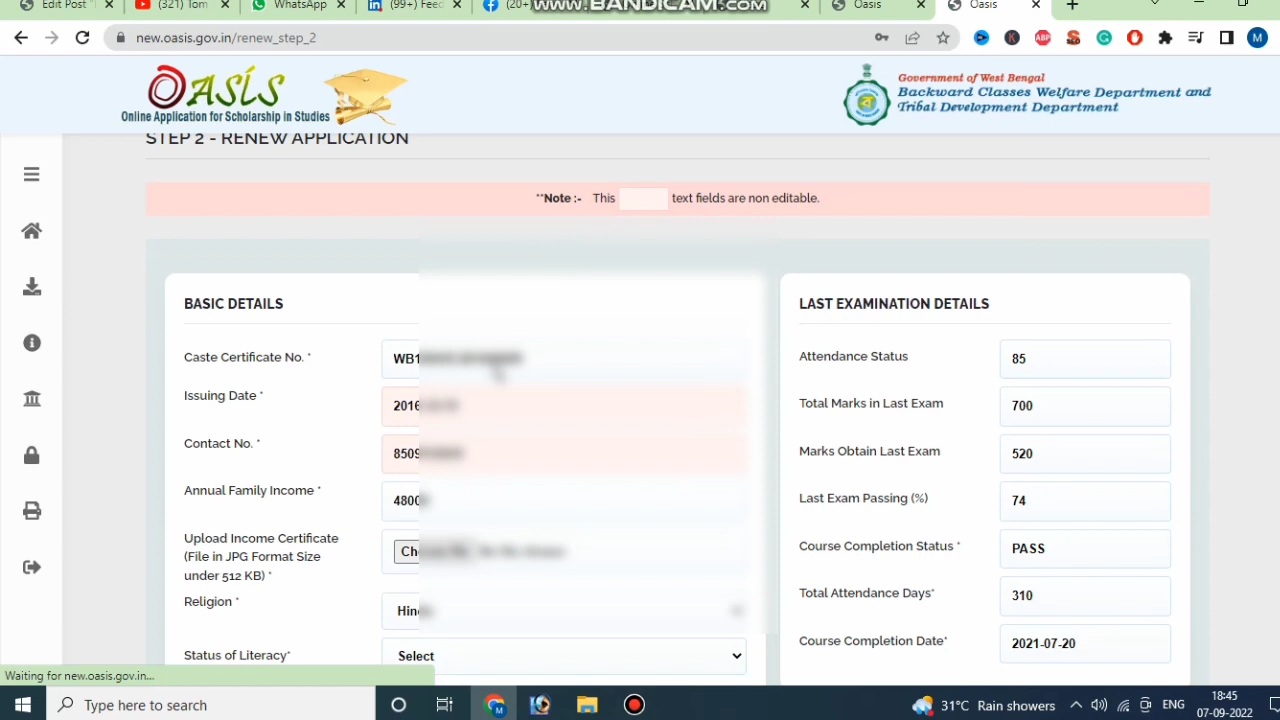 Edit Post "
(321) Tom
WhatsApp
(99+) Feed
(20+
WWW.BANDICAM.COM
Oasis
Oasis
new.oasis.gov.in/renew_step_2
OASIS
Online Application for Scholarship in Studies
Government of West Bengal
Backward Classes Welfare Department and
Tribal Development Department
STEP 2 - RENEW APPLICATION
**Note :- This text fields are non editable.
BASIC DETAILS
Caste Certificate No. * WB1
Issuing Date * 2016
Contact No. * 8509
Annual Family Income * 4800
Upload Income Certificate
(File in JPG Format Size
under 512 KB) *
Religion *
Status of Literacy* Select
LAST EXAMINATION DETAILS
Attendance Status 85
Total Marks in Last Exam 700
Marks Obtain Last Exam 520
Last Exam Passing (%) 74
Course Completion Status * PASS
Total Attendance Days* 310
Course Completion Date* 2021-07-20
Waiting for new.oasis.gov.in...
Type here to search
31°C Rain showers
ENG
18:45
07-09-2022